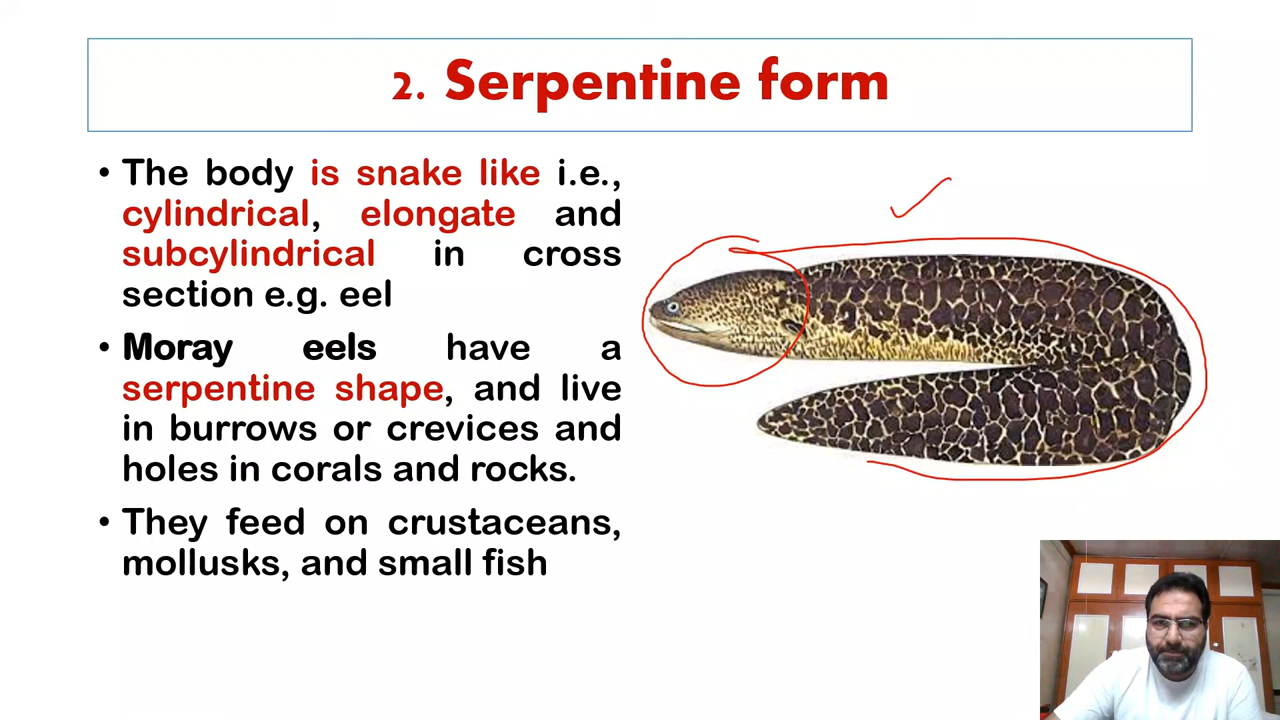 2. Serpentine form
• The body is snake like i.e.,
cylindrical, elongate and
subcylindrical in cross
section e.g. eel
• Moray eels have a
serpentine shape, and live
in burrows or crevices and
holes in corals and rocks.
• They feed on crustaceans,
mollusks, and small fish